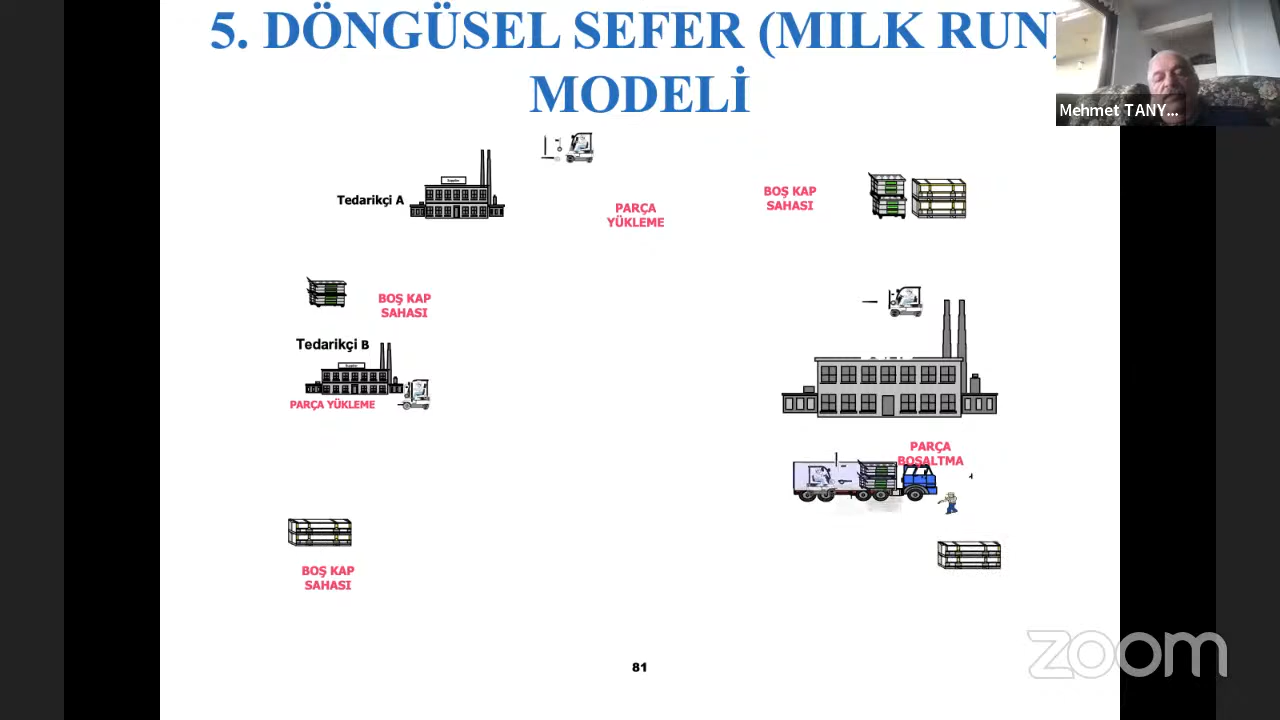 5. DÖNGÜSEL SEFER (MILK RUN)
MODELİ
Mehmet TANY...
Tedarikçi A
PARÇA
YÜKLEME
BOŞ KAP
SAHASI
BOŞ KAP
SAHASI
Tedarikçi B
PARÇA YÜKLEME
PARÇA
BOŞALTMA
BOŞ KAP
SAHASI
81
zoom